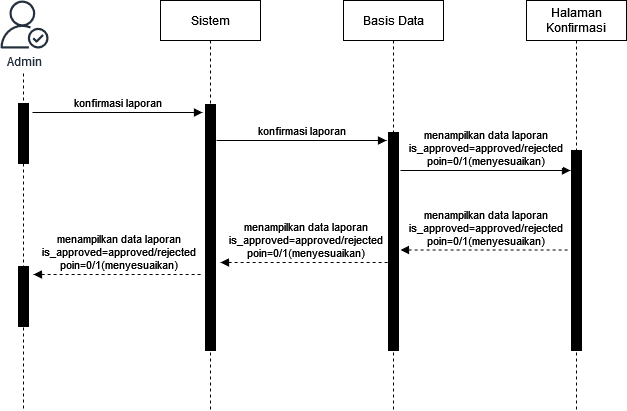 Admin
Sistem
Basis Data
Halaman
Konfirmasi
konfirmasi laporan
konfirmasi laporan
menampilkan data laporan
is_approved=approved/rejected
poin=0/1(menyesuaikan)
menampilkan data laporan
is_approved=approved/rejected
poin=0/1(menyesuaikan)
menampilkan data laporan
is_approved=approved/rejected
poin=0/1(menyesuaikan)
menampilkan data laporan
is_approved=approved/rejected
poin=0/1(menyesuaikan)